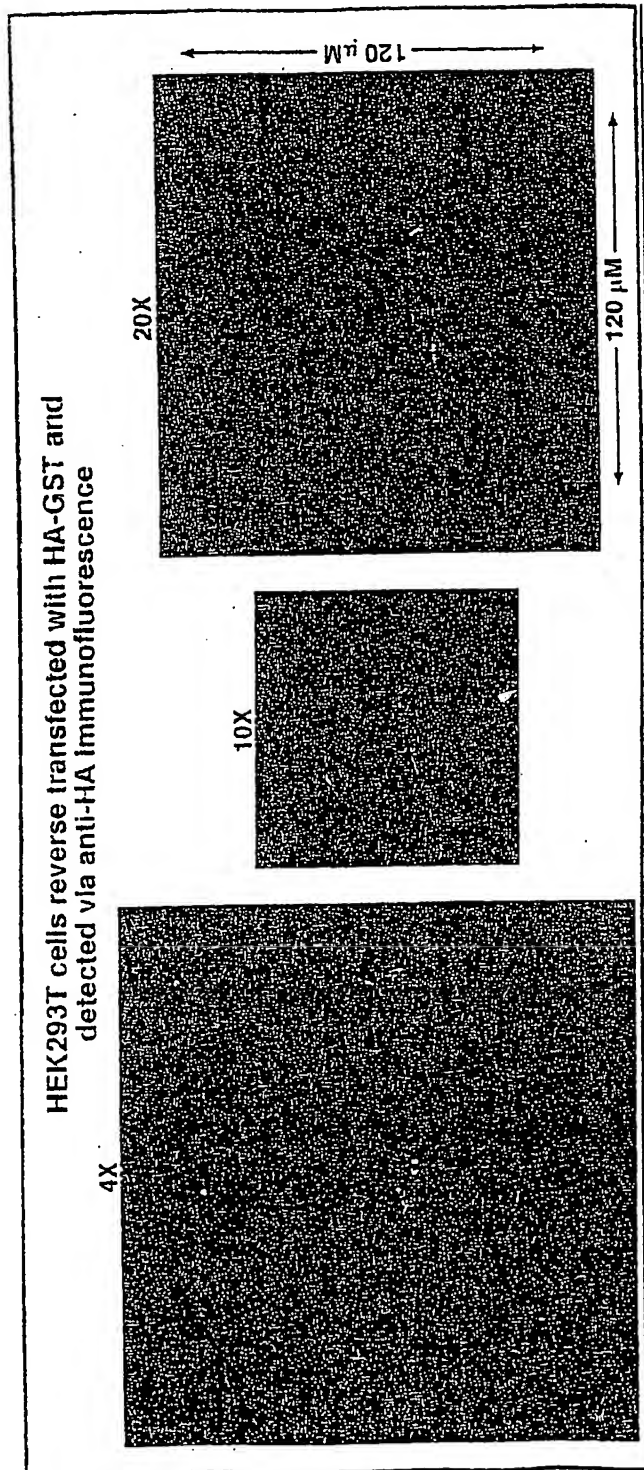 HEK293T cells reverse transfected with HA-GST and
detected via anti-HA Immunofluorescence
4X
10X
20X
120 µM
120 µM